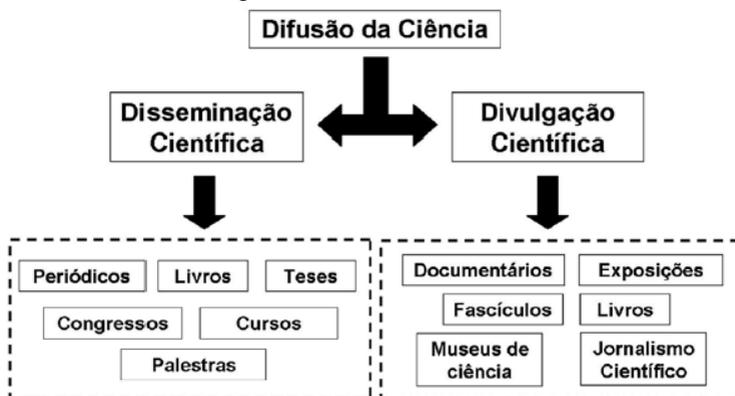 Difusão da Ciência
Disseminação
Científica
Divulgação
Científica
Periódicos
Livros
Teses
Congressos
Cursos
Palestras
Documentários
Exposições
Fascículos
Livros
Museus de
ciência
Jornalismo
Científico